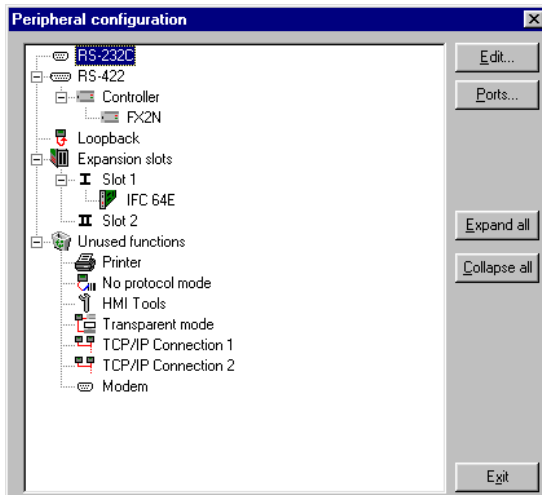 Peripheral configuration
RS-232C
RS-422
Controller
FX2N
Loopback
Expansion slots
I Slot 1
IFC 64E
II Slot 2
Unused functions
Printer
No protocol mode
HMI Tools
Transparent mode
TCP/IP Connection 1
TCP/IP Connection 2
Modem
Edit...
Ports...
Expand all
Collapse all
Exit